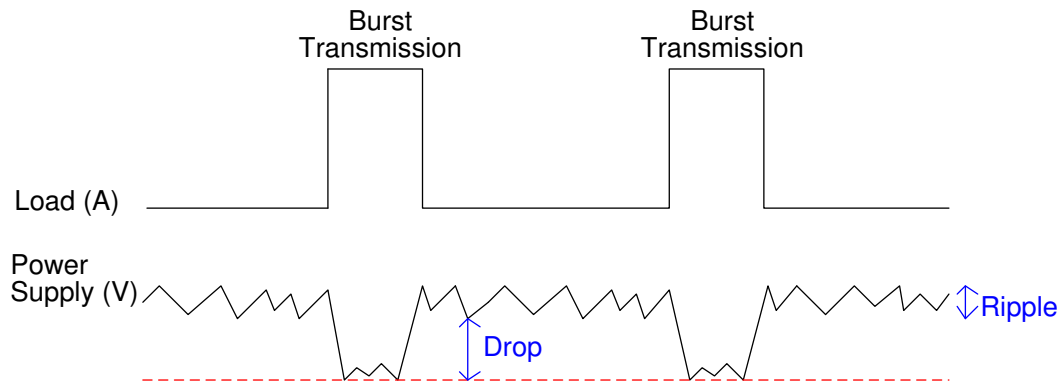 Burst
Transmission
Burst
Transmission
Load (A)
Power
Supply (V)
Ripple
Drop